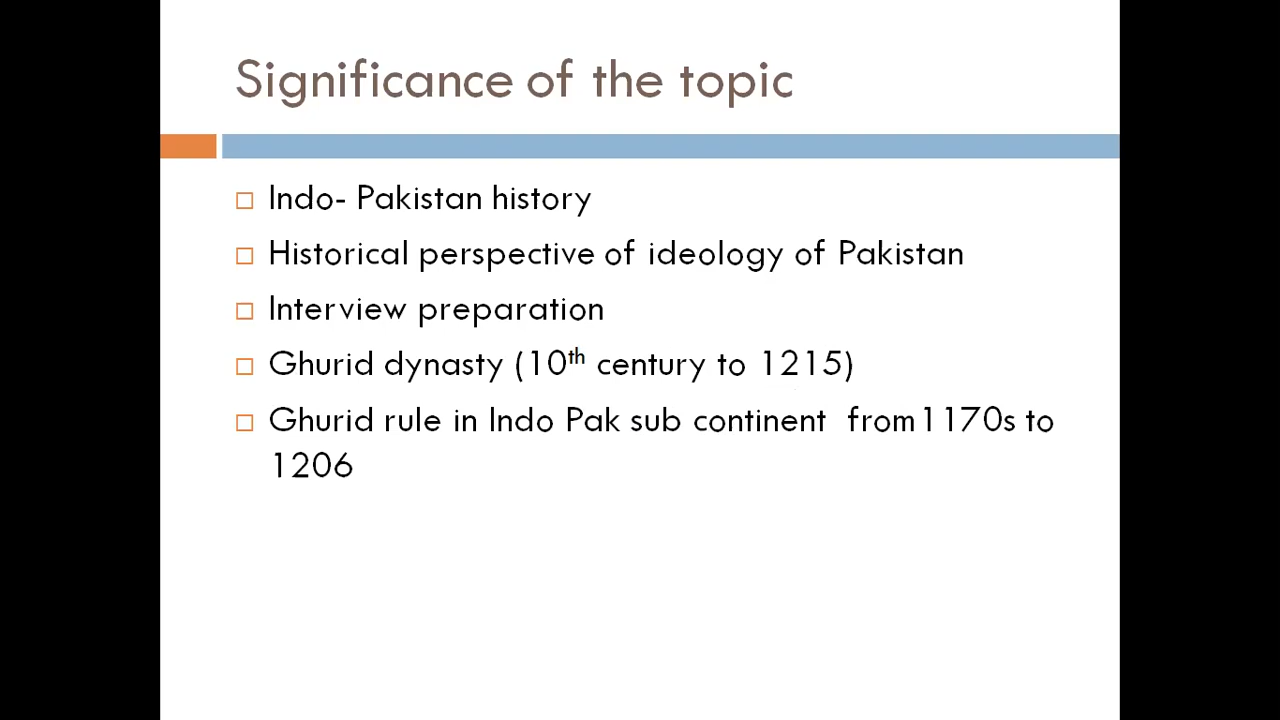 Significance of the topic
Indo- Pakistan history
Historical perspective of ideology of Pakistan
Interview preparation
Ghurid dynasty (10th century to 1215)
Ghurid rule in Indo Pak sub continent from1170s to
1206